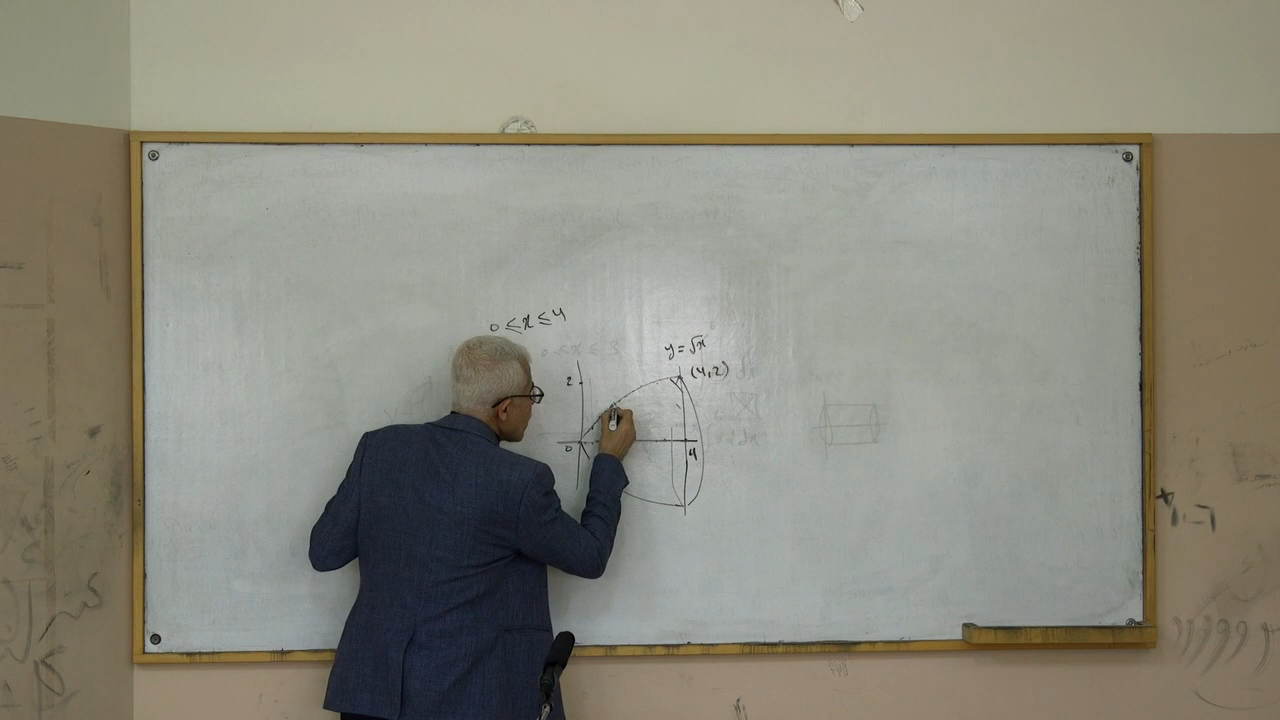 0 ≤ x ≤ 4
y = √x
2
(4,2)
0
4